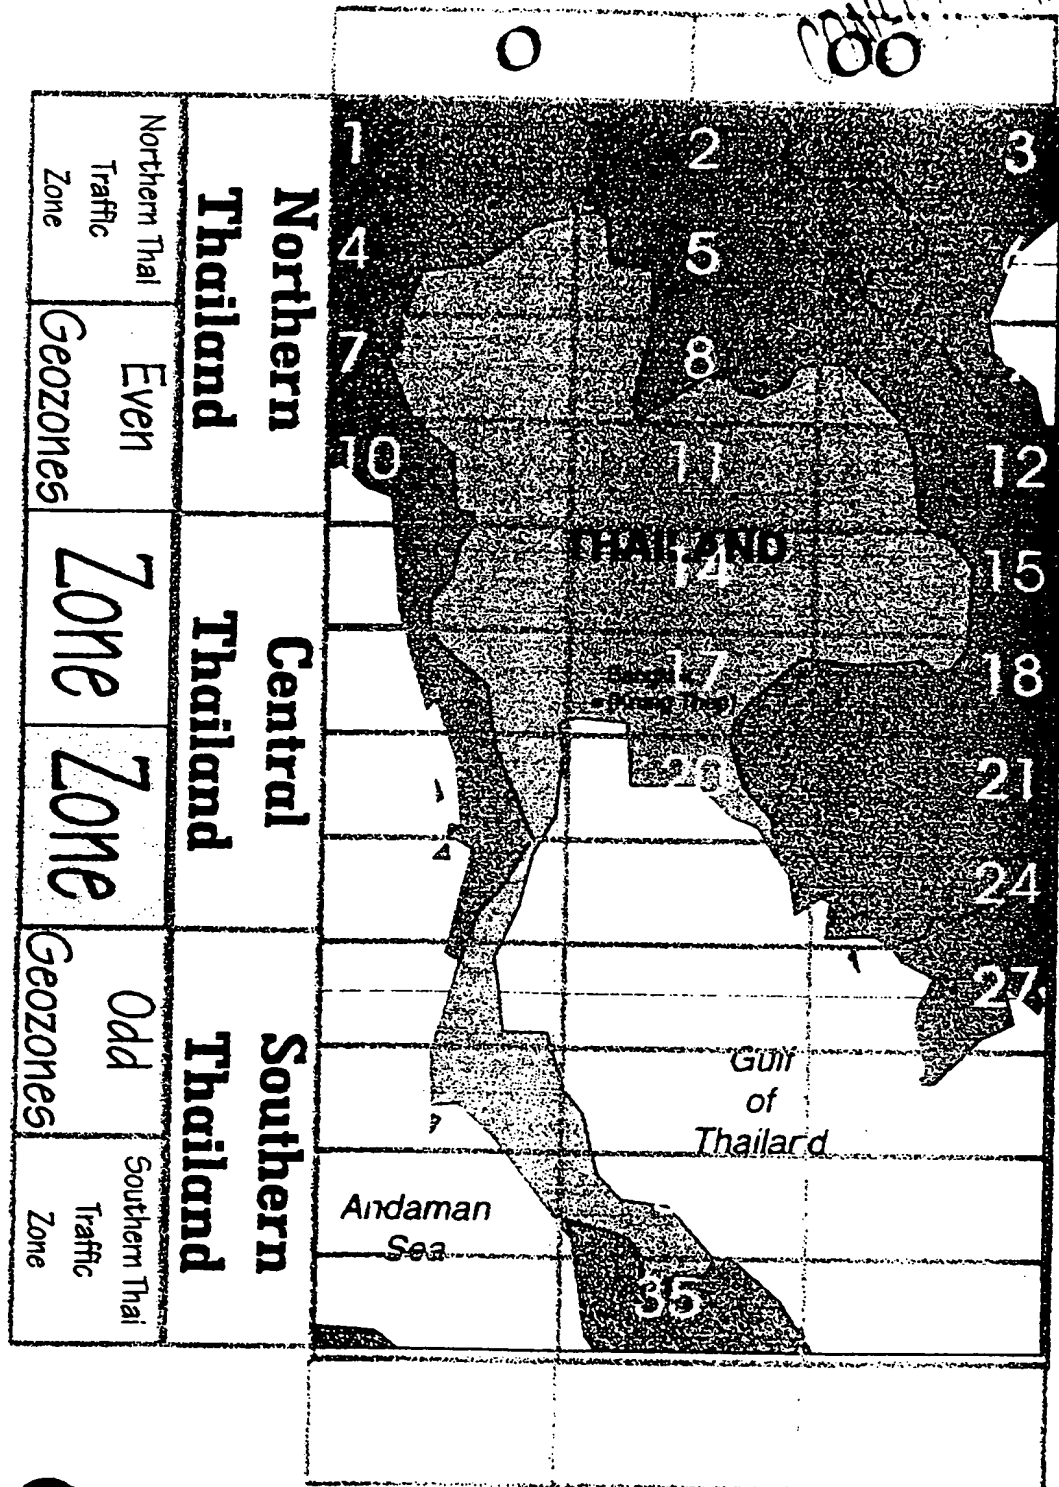 O
OO
1
2
3
4
5
7
8
10
11
12
THAILAND
14
15
17
18
20
21
24
27
Gulf
of
Thailand
Andaman
Sea
35
Northern
Thailand
Central
Thailand
Southern
Thailand
Northern Thai
Traffic
Zone
Even
Geozones
Zone
Zone
Odd
Geozones
Southern Thai
Traffic
Zone